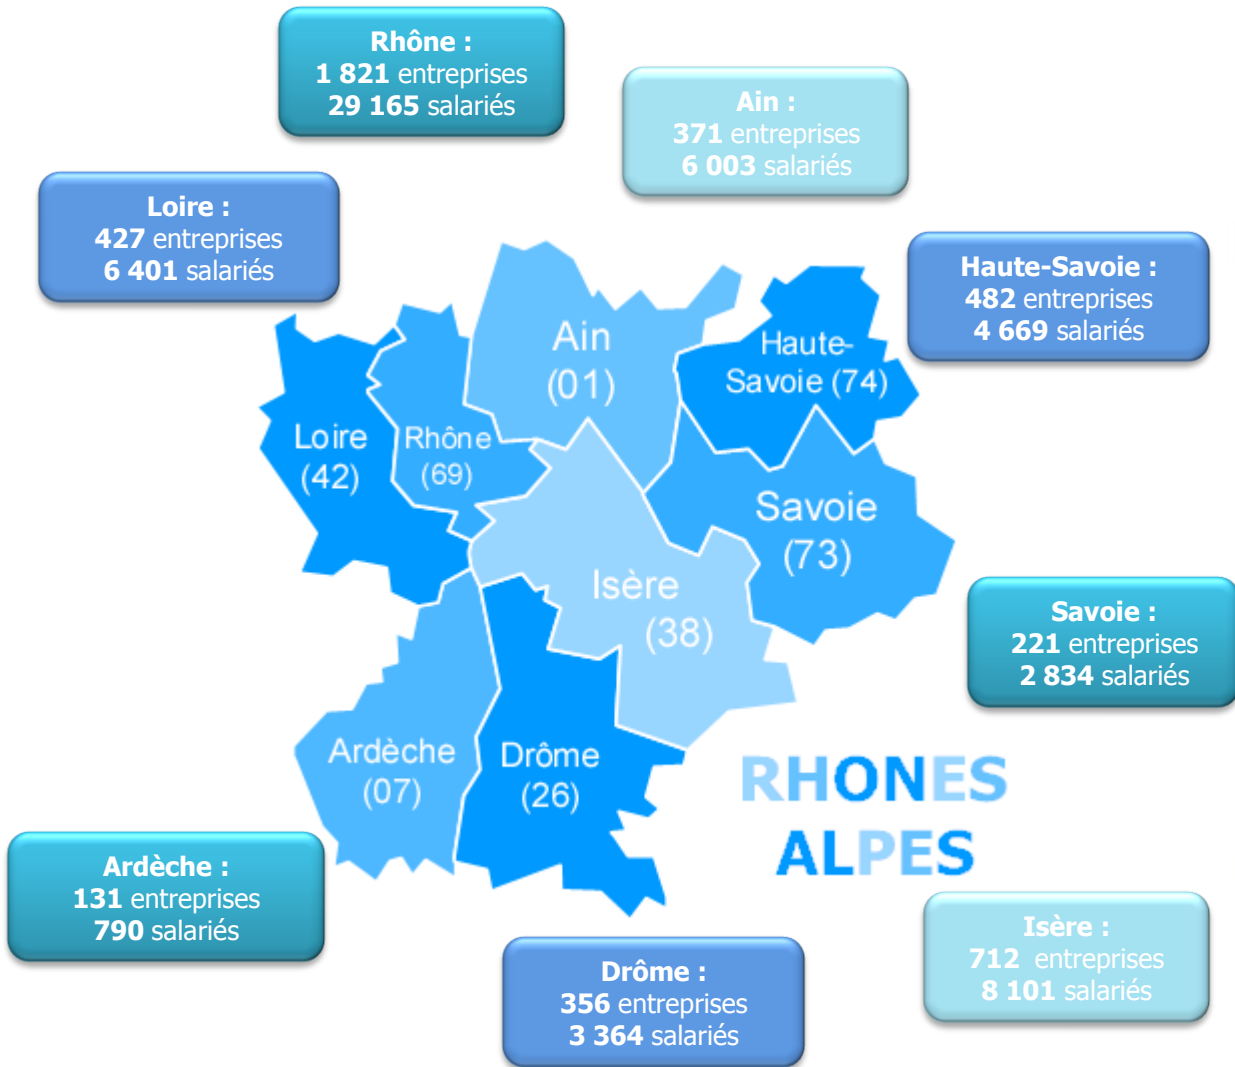 Rhône :
1 821 entreprises
29 165 salariés
Ain :
371 entreprises
6 003 salariés
Loire :
427 entreprises
6 401 salariés
Haute-Savoie :
482 entreprises
4 669 salariés
Ain
(01)
Haute-
Savoie (74)
Loire
(42)
Rhône
(69)
Savoie
(73)
Isère
(38)
Savoie :
221 entreprises
2 834 salariés
Ardèche
(07)
Drôme
(26)
RHONES
ALPES
Ardèche :
131 entreprises
790 salariés
Isère :
712 entreprises
8 101 salariés
Drôme :
356 entreprises
3 364 salariés